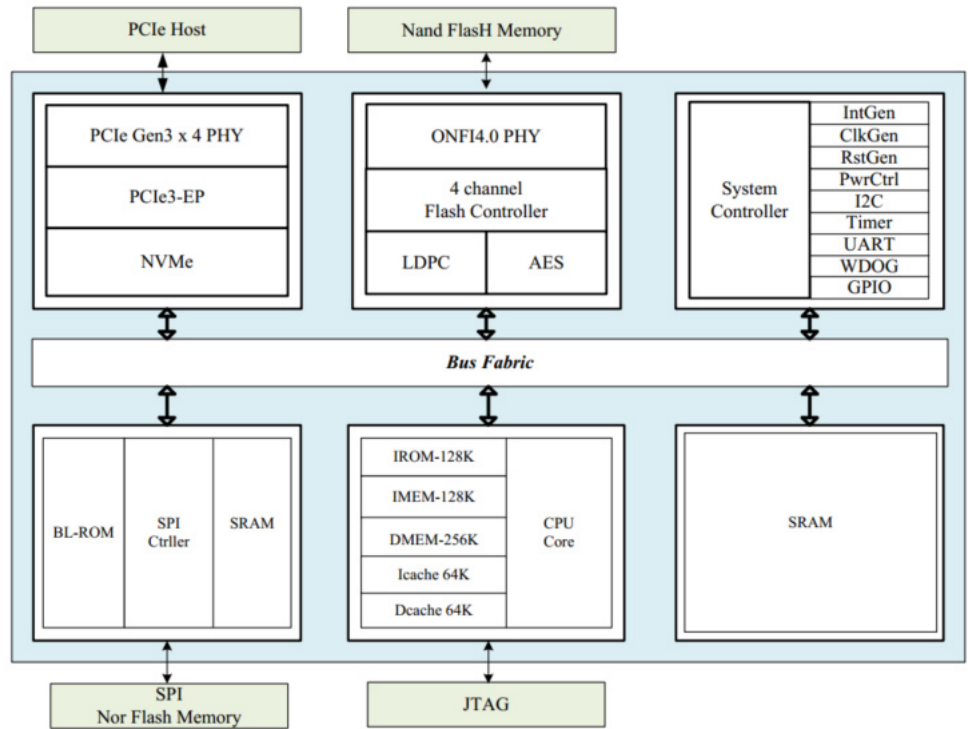 PCIe Host
Nand FlasH Memory
PCIe Gen3 x 4 PHY
PCIe3-EP
NVMe
ONFI4.0 PHY
4 channel
Flash Controller
LDPC
AES
System
Controller
IntGen
ClkGen
RstGen
PwrCtrl
I2C
Timer
UART
WDOG
GPIO
Bus Fabric
BL-ROM
SPI
Ctrller
SRAM
IROM-128K
IMEM-128K
DMEM-256K
Icache 64K
Dcache 64K
CPU
Core
SRAM
SPI
Nor Flash Memory
JTAG